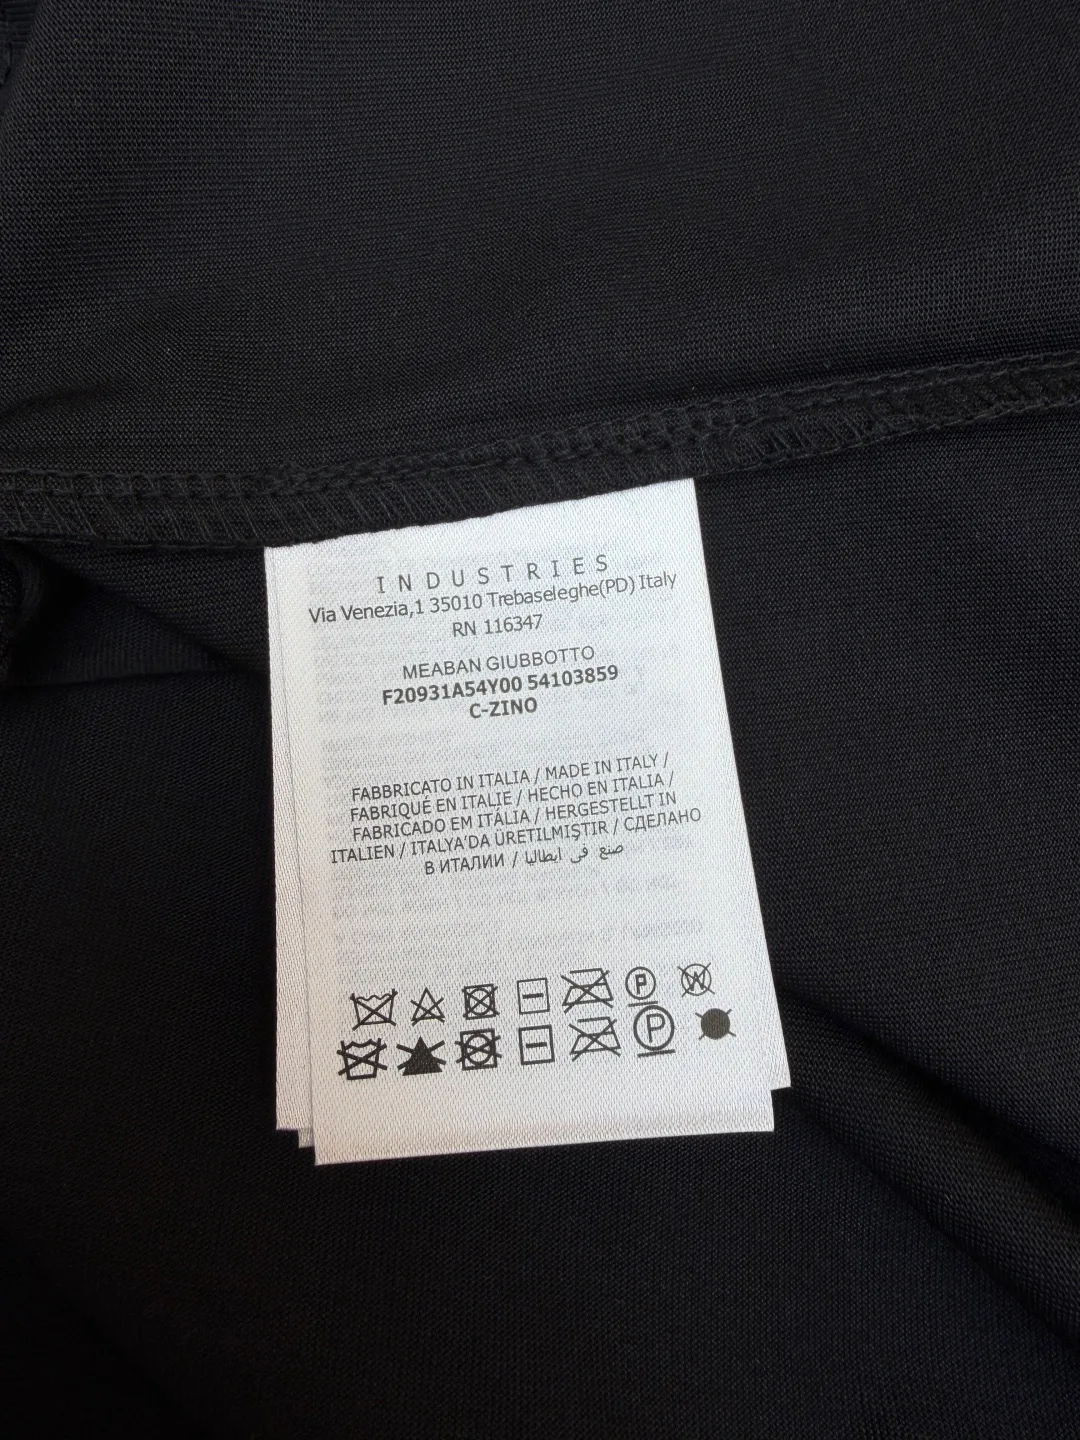 INDUSTRIES
Via Venezia,1 35010 Trebaseleghe(PD) Italy
RN 116347
MEABAN GIUBBOTTO
F20931A54Y00 54103859
C-ZINO
FABBRICATO IN ITALIA / MADE IN ITALY /
FABRIQUÉ EN ITALIE / HECHO EN ITALIA /
FABRICADO EM ITÁLIA / HERGESTELLT IN
ITALIEN / ITALYA'DA ÜRETILMIŞTIR / СДЕЛАНО
В ИТАЛИИ / صنع في ايطاليا
P W
P